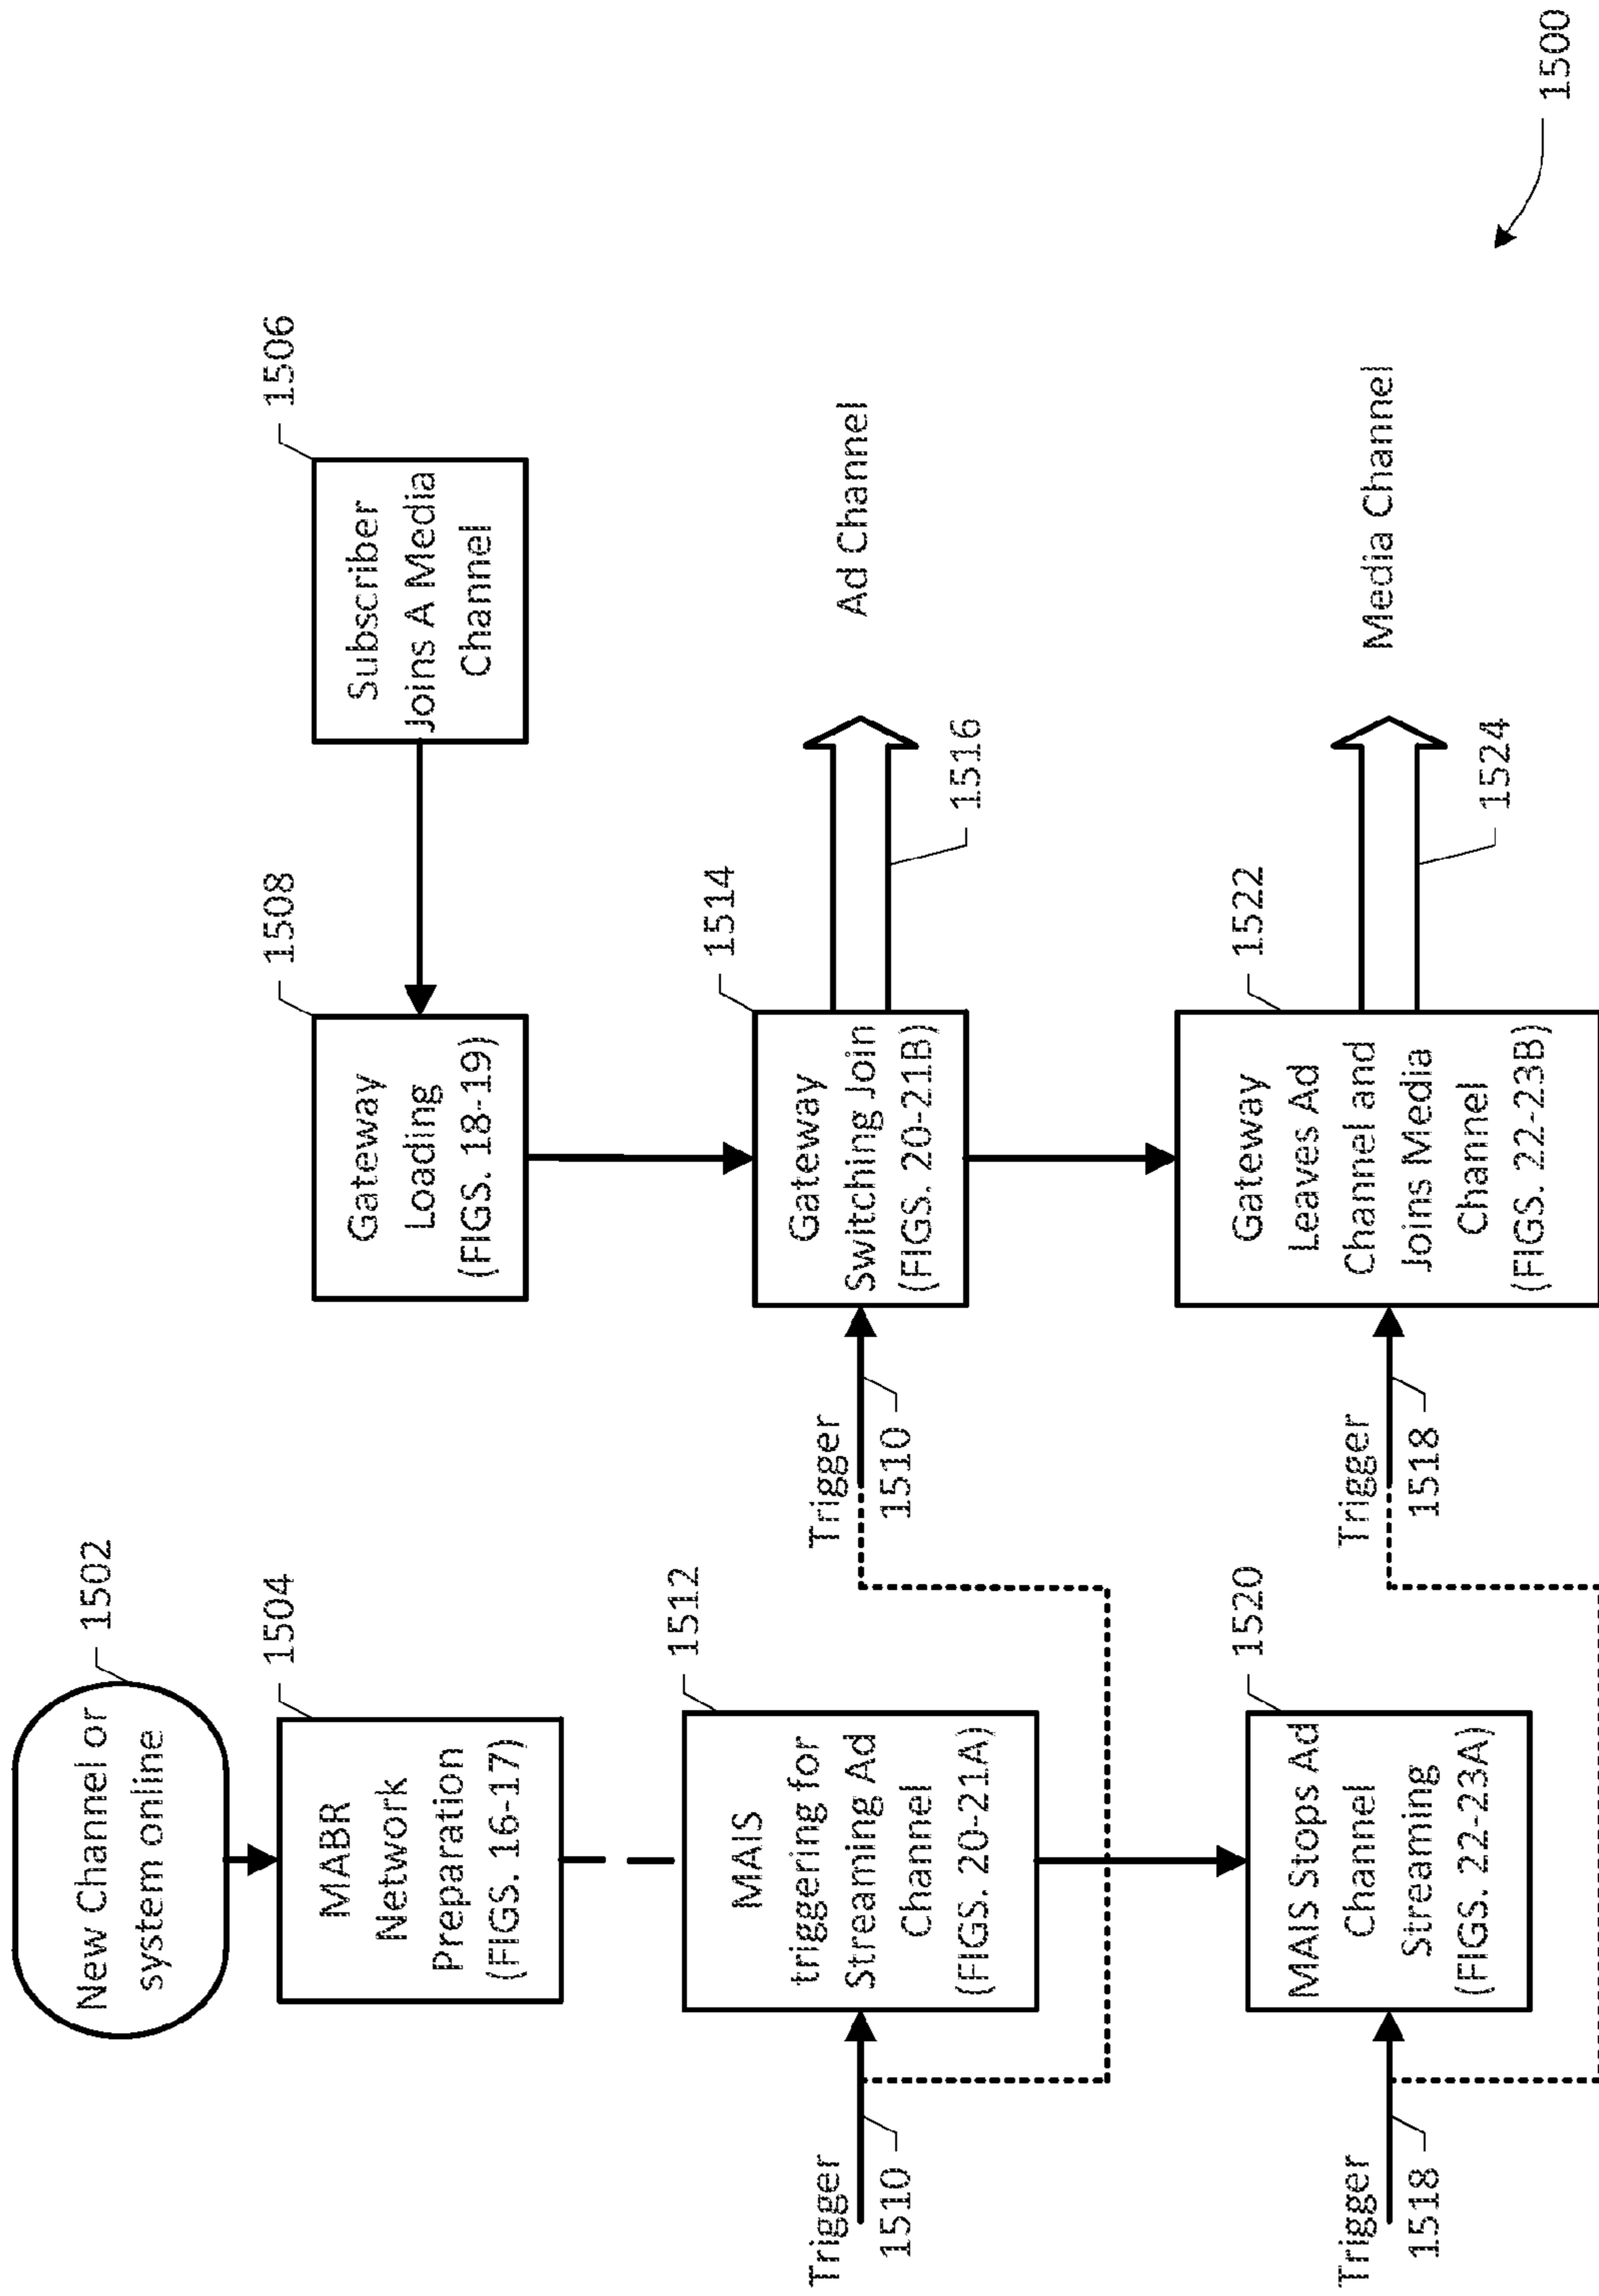 1502
New Channel or
system online
1504
MABR
Network
Preparation
(FIGS. 16-17)
1508
Gateway
Loading
(FIGS. 18-19)
1506
Subscriber
Joins A Media
Channel
Trigger
1510
1512
MAIS
triggering for
Streaming Ad
Channel
(FIGS. 20-21A)
Trigger
1510
1514
Gateway
Switching Join
(FIGS. 20-21B)
1516
Ad Channel
Trigger
1518
1520
MAIS Stops Ad
Channel
Streaming
(FIGS. 22-23A)
Trigger
1518
1522
Gateway
Leaves Ad
Channel and
Joins Media
Channel
(FIGS. 22-23B)
1524
Media Channel
1500